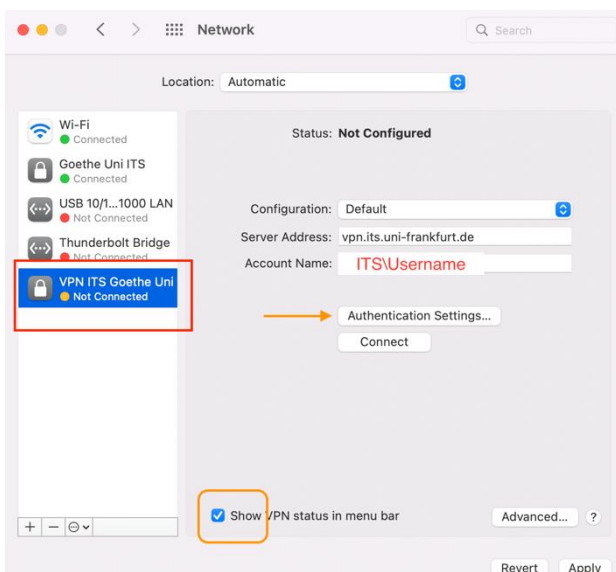 Network
Search
Location: Automatic
Wi-Fi
Connected
Goethe Uni ITS
Connected
USB 10/1...1000 LAN
Not Connected
Thunderbolt Bridge
Not Connected
VPN ITS Goethe Uni
Not Connected
Status: Not Configured
Configuration: Default
Server Address: vpn.its.uni-frankfurt.de
Account Name: ITS\Username
Authentication Settings...
Connect
Show VPN status in menu bar
Advanced... ?
Revert Apply